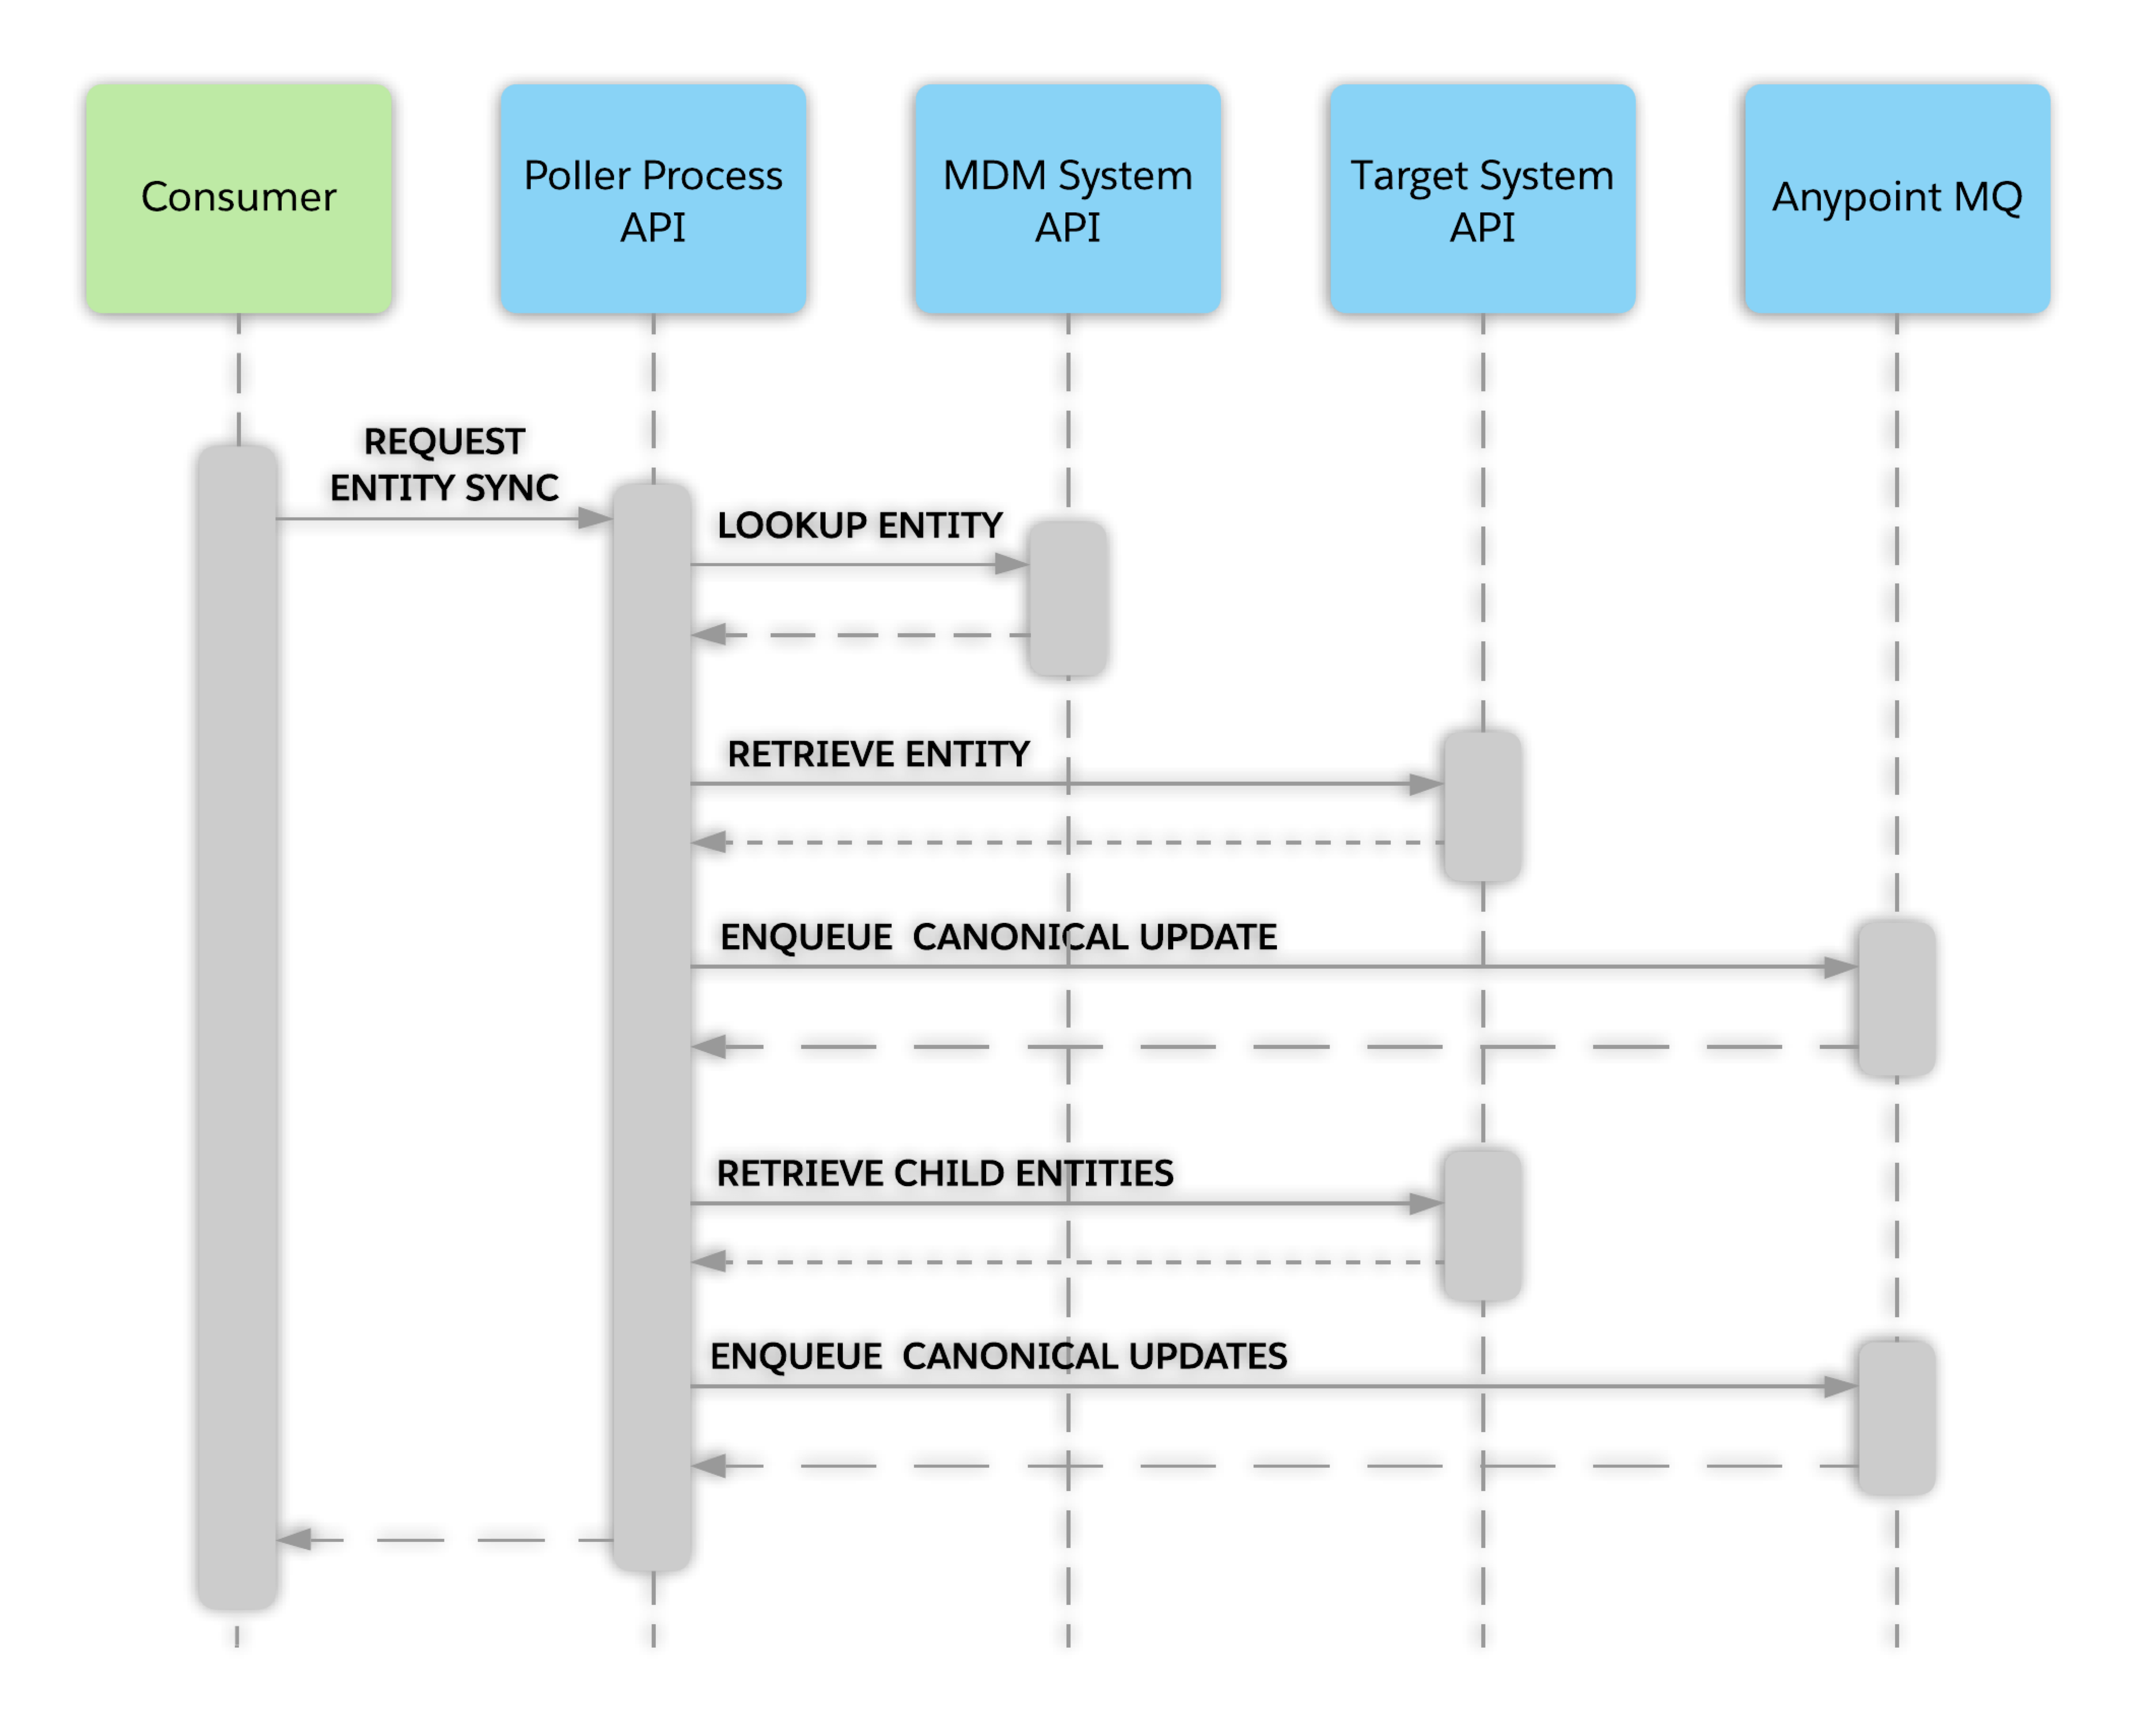 Consumer
Poller Process
API
MDM System
API
Target System
API
Anypoint MQ
REQUEST
ENTITY SYNC
LOOKUP ENTITY
RETRIEVE ENTITY
ENQUEUE  CANONICAL UPDATE
RETRIEVE CHILD ENTITIES
ENQUEUE  CANONICAL UPDATES